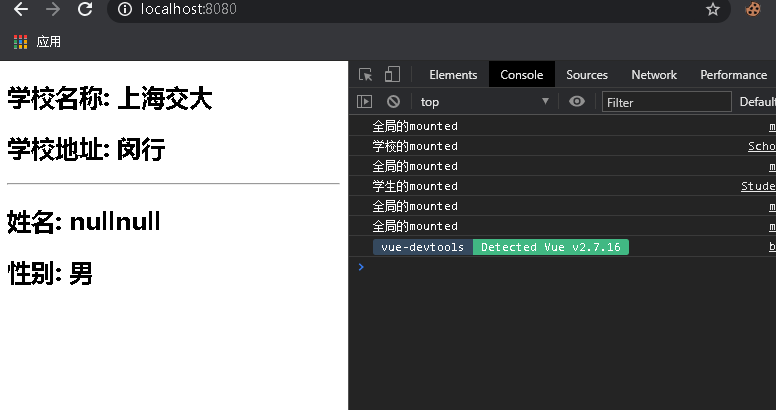 localhost:8080
应用
学校名称: 上海交大
学校地址: 闵行
姓名: nullnull
性别: 男
Elements Console Sources Network Performance
top Filter Default
全局的mounted m
学校的mounted Scho
全局的mounted m
学生的mounted Stude
全局的mounted m
全局的mounted m
vue-devtools Detected Vue v2.7.16 b